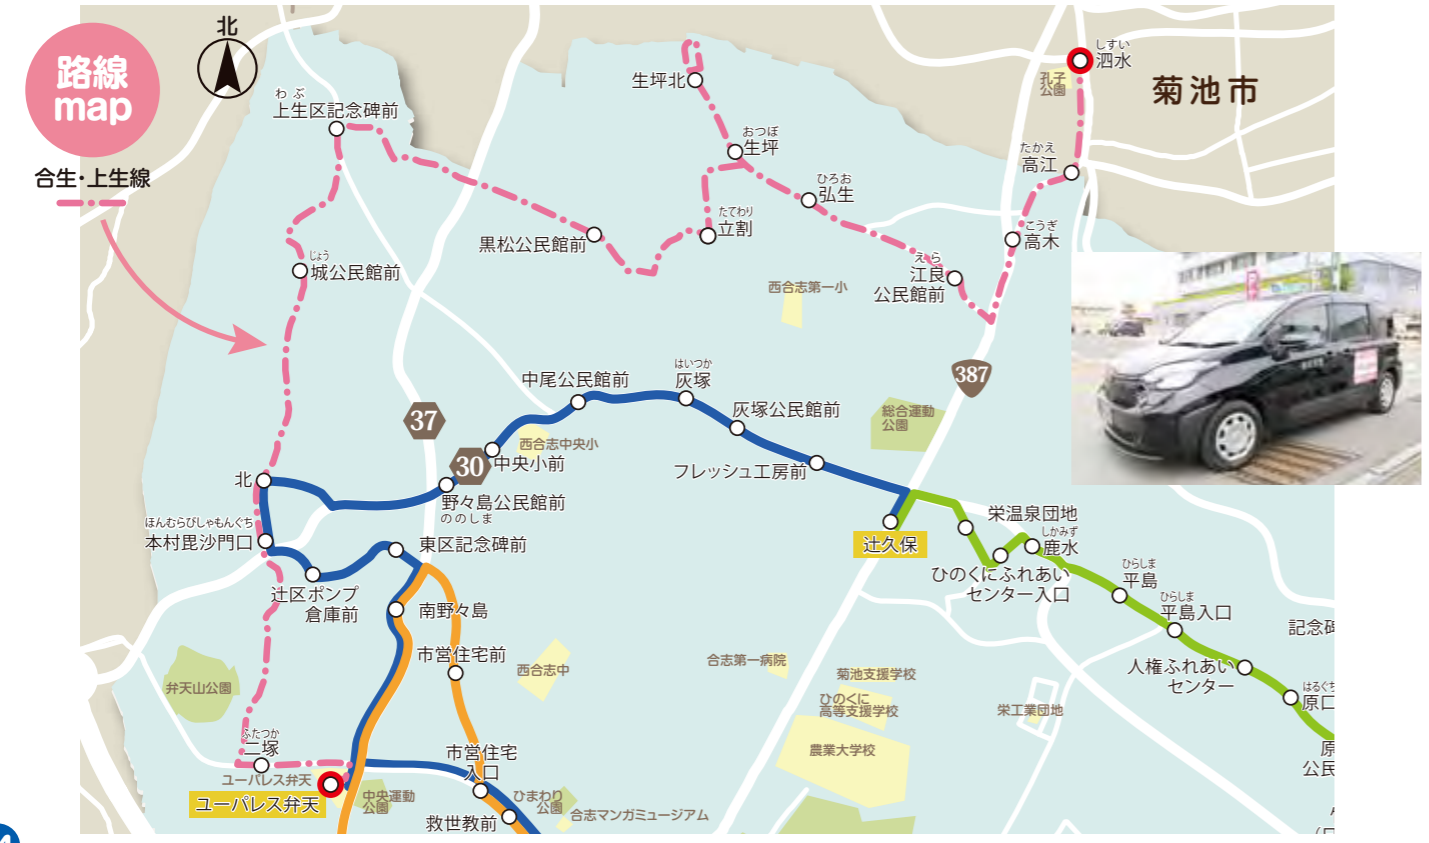 路線
map
合生・上生線
北
わぶ
上生区記念碑前
生坪北
おつぼ
生坪
ひろお
弘生
たてわり
立割
黒松公民館前
じょう
城公民館前
しすい
泗水
孔子
公園
菊池市
たかえ
高江
こうぎ
高木
えら
江良
公民館前
西合志第一小
387
はいつか
灰塚
中尾公民館前
灰塚公民館前
総合運動
公園
37
30
西合志中央小
中央小前
フレッシュ工房前
北
野々島公民館前
ののしま
ほんむらびしゃもんぐち
本村毘沙門口
東区記念碑前
辻区ポンプ
倉庫前
南野々島
辻久保
栄温泉団地
しかみず
鹿水
ひのくにふれあい
センター入口
ひらしま
平島
ひらしま
平島入口
記念碑
人権ふれあい
センター
はるぐち
原口
原
公民
市営住宅前
西合志中
合志第一病院
菊池支援学校
ひのくに
高等支援学校
栄工業団地
農業大学校
弁天山公園
ふたつか
二塚
ユーパレス弁天
ユーパレス弁天
中央運動
公園
市営住宅
入口
ひまわり
公園
合志マンガミュージアム
救世教前